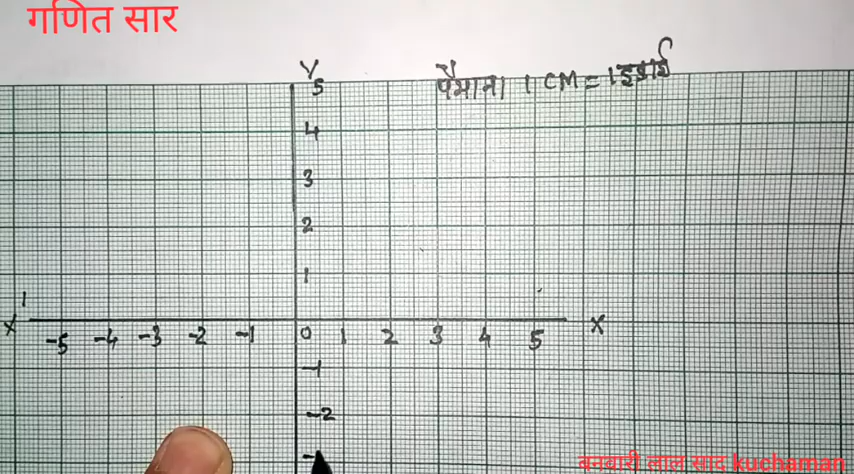 गणित सार
Y
पैमाना 1 CM = 1 इकाई
5
4
3
2
1
X'
-5 -4 -3 -2 -1 0 1 2 3 4 5 X
-1
-2
बनवारी लाल साद kuchaman